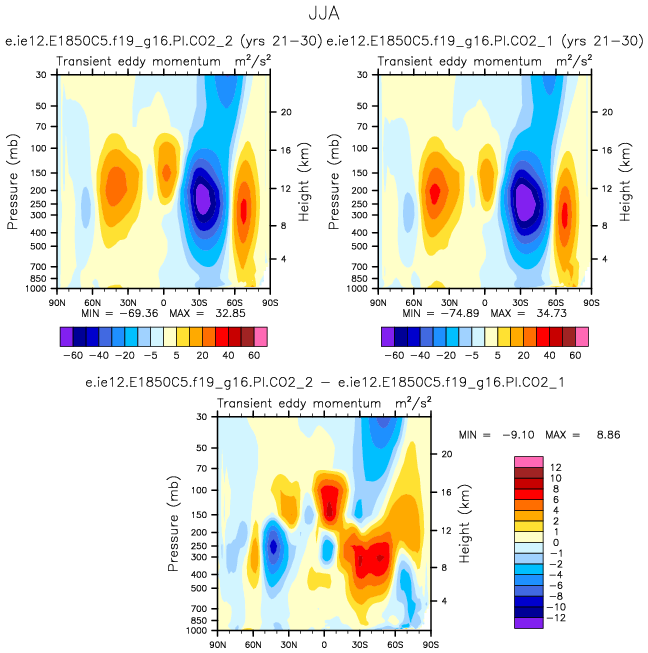 JJA
e.ie12.E1850C5.f19_g16.PI.CO2_2 (yrs 21-30) e.ie12.E1850C5.f19_g16.PI.CO2_1 (yrs 21-30)
Transient eddy momentum m²/s² Transient eddy momentum m²/s²
30 30
50 20 50 20
70 70
100 16 100 16
150 150
200 12 200 12
250 250
300 300
400 8 400 8
500 500
700 4 700 4
850 850
1000 1000
Pressure (mb) Height (km) Pressure (mb) Height (km)
90N 60N 30N 0 30S 60S 90S 90N 60N 30N 0 30S 60S 90S
MIN = -69.36 MAX = 32.85 MIN = -74.89 MAX = 34.73
-60 -40 -20 -5 5 20 40 60 -60 -40 -20 -5 5 20 40 60
e.ie12.E1850C5.f19_g16.PI.CO2_2 - e.ie12.E1850C5.f19_g16.PI.CO2_1
Transient eddy momentum m²/s²
MIN = -9.10 MAX = 8.86
30
50 20
70
100 16
150
200 12
250
300
400 8
500
700 4
850
1000
Pressure (mb) Height (km)
90N 60N 30N 0 30S 60S 90S
12
10
8
6
4
2
1
0
-1
-2
-4
-6
-8
-10
-12